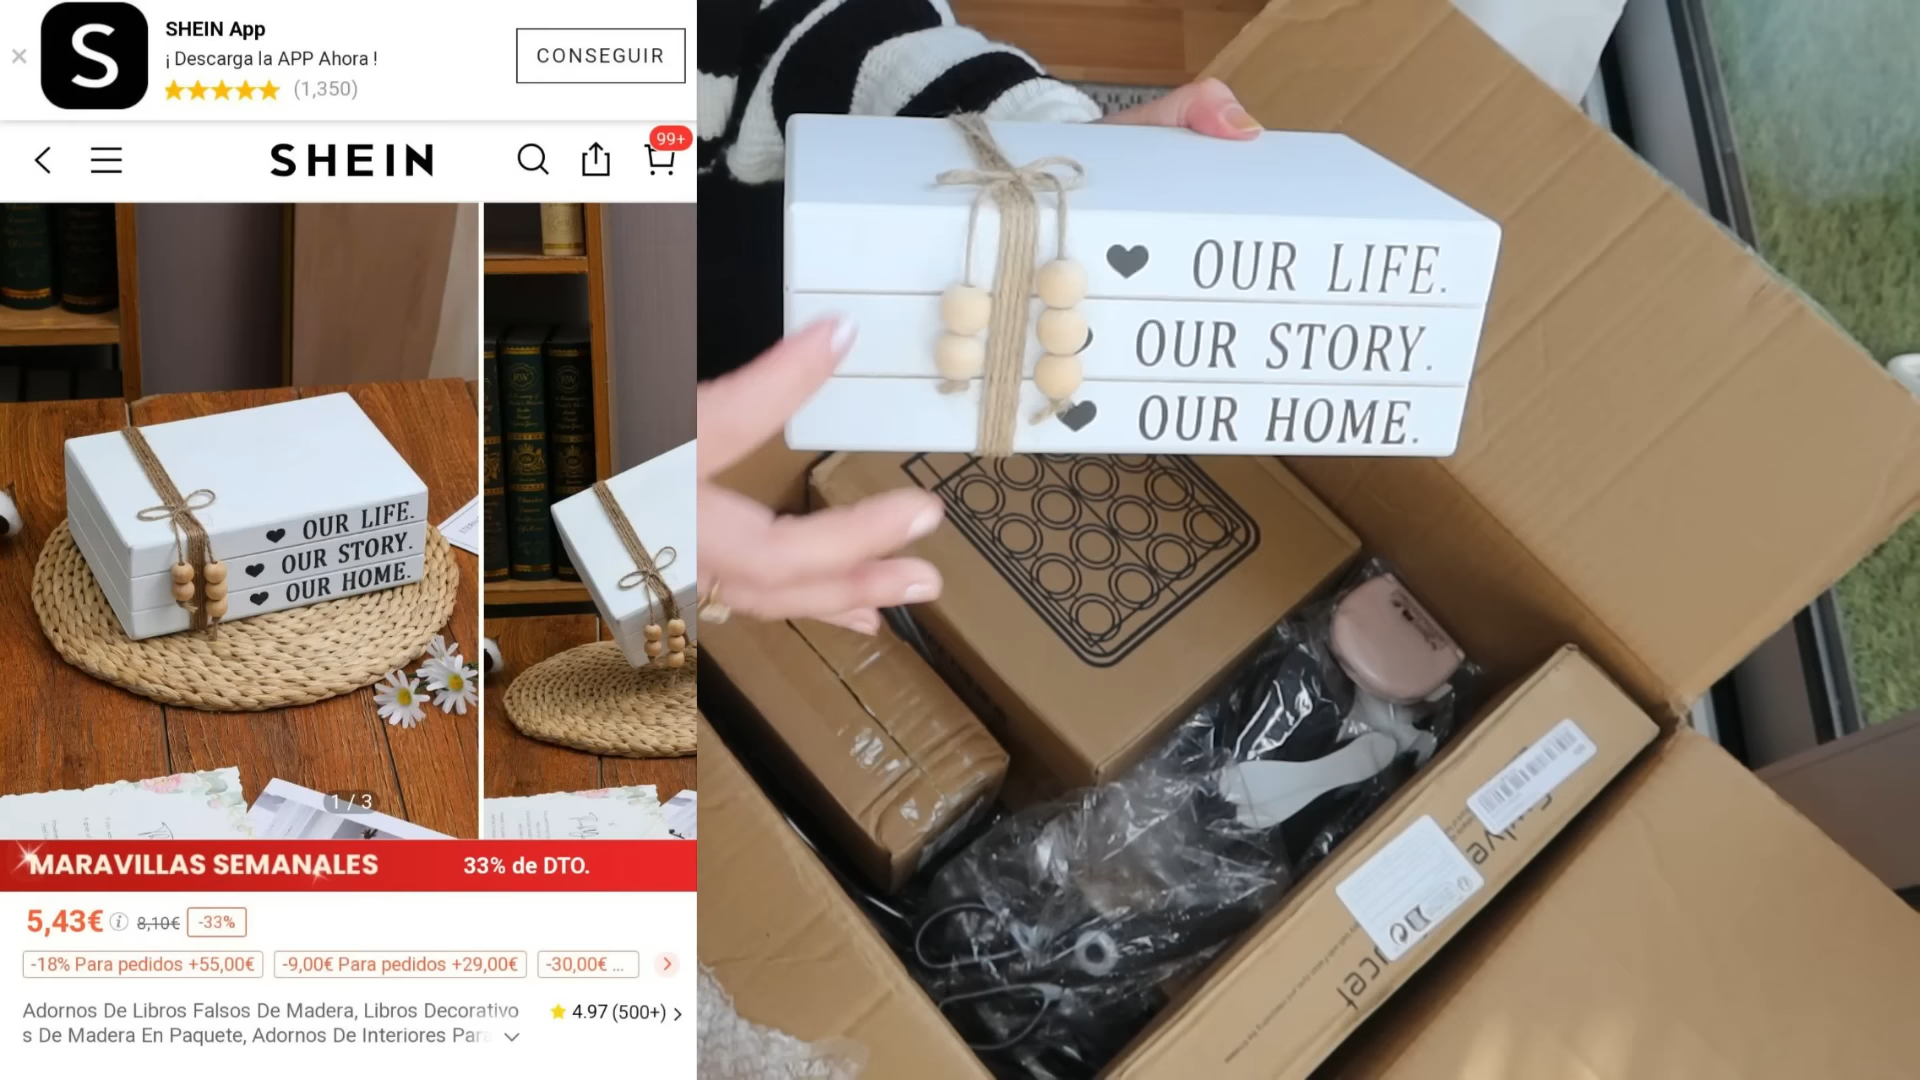 SHEIN App
¡ Descarga la APP Ahora !
(1,350)
CONSEGUIR
S
99+
SHEIN
OUR LIFE.
OUR STORY.
OUR HOME.
1 / 3
MARAVILLAS SEMANALES
33% de DTO.
5,43€
8,10€
-33%
-18% Para pedidos +55,00€
-9,00€ Para pedidos +29,00€
-30,00€ ...
Adornos De Libros Falsos De Madera, Libros Decorativo
s De Madera En Paquete, Adornos De Interiores Para
4.97 (500+)
OUR LIFE.
OUR STORY.
OUR HOME.